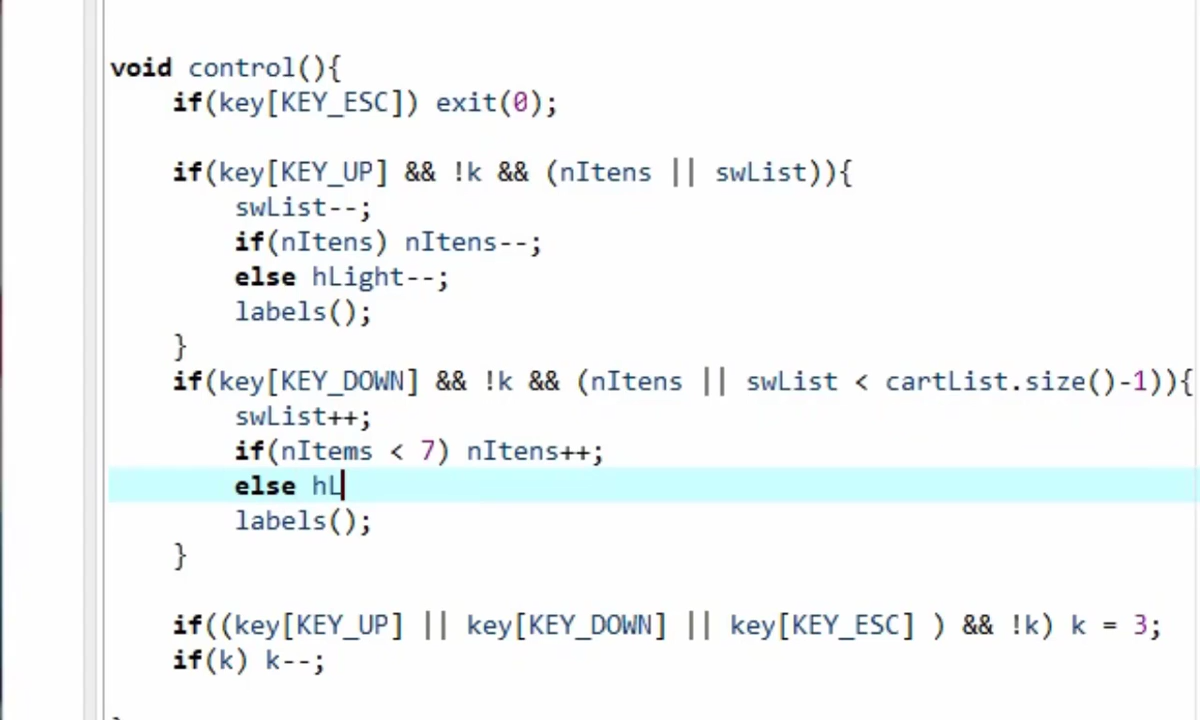 void control(){
    if(key[KEY_ESC]) exit(0);
    if(key[KEY_UP] && !k && (nItens || swList)){
        swList--;
        if(nItens) nItens--;
        else hLight--;
        labels();
    }
    if(key[KEY_DOWN] && !k && (nItens || swList < cartList.size()-1)){
        swList++;
        if(nItems < 7) nItens++;
        else hL
        labels();
    }
    if((key[KEY_UP] || key[KEY_DOWN] || key[KEY_ESC] ) && !k) k = 3;
    if(k) k--;